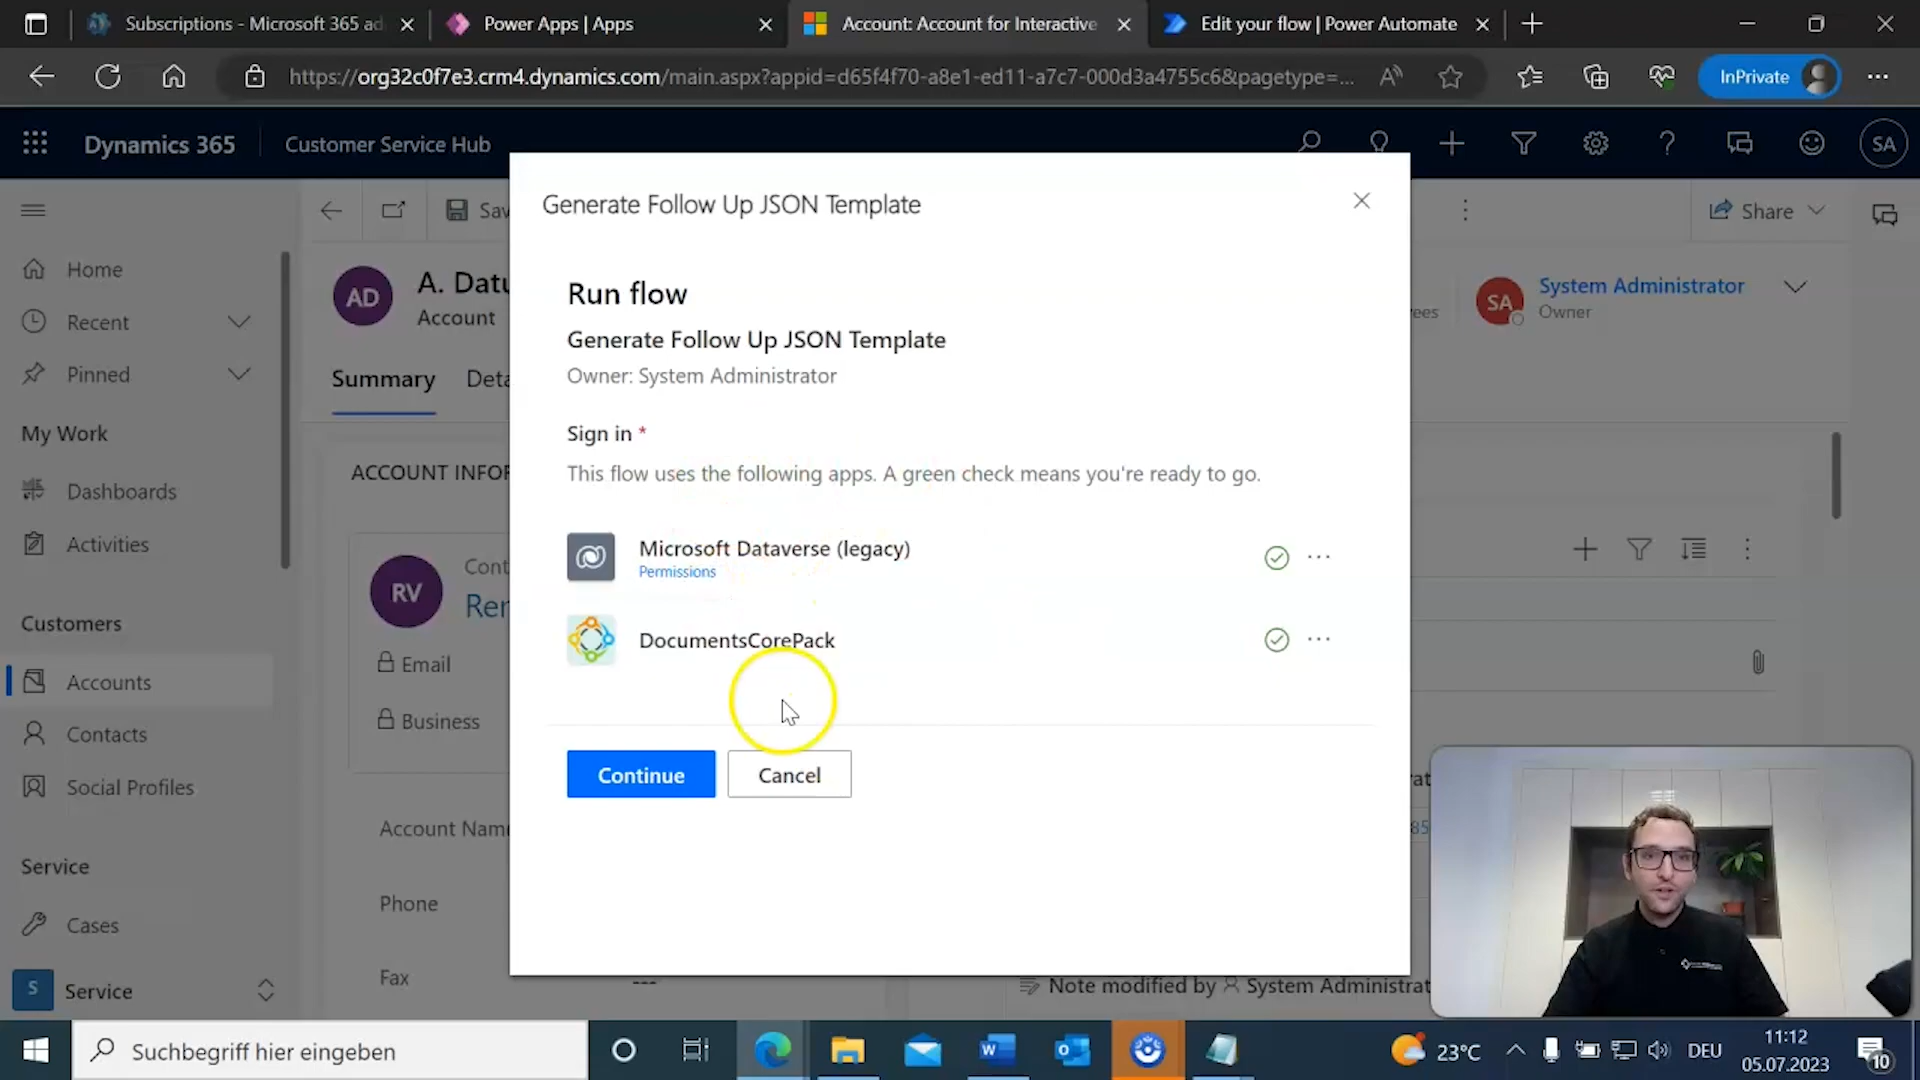 Subscriptions - Microsoft 365 ad
Power Apps | Apps
Account: Account for Interactive
Edit your flow | Power Automate
https://org32c0f7e3.crm4.dynamics.com/main.aspx?appid=d65f4f70-a8e1-ed11-a7c7-000d3a4755c6&pagetype=...
InPrivate
Dynamics 365
Customer Service Hub
SA
Home
Recent
Pinned
My Work
Dashboards
Activities
Customers
Accounts
Contacts
Social Profiles
Service
Cases
S
Service
Sav
Share
AD
A. Datu
Account
ees
SA
System Administrator
Owner
Summary
Deta
ACCOUNT INFOR
RV
Cont
Ren
Email
Business
Account Name
Phone
Fax
---
Generate Follow Up JSON Template
Run flow
Generate Follow Up JSON Template
Owner: System Administrator
Sign in *
This flow uses the following apps. A green check means you're ready to go.
Microsoft Dataverse (legacy)
Permissions
DocumentsCorePack
Continue
Cancel
rat
85
Note modified by System Administrat
Suchbegriff hier eingeben
23°C
DEU
11:12
05.07.2023
10